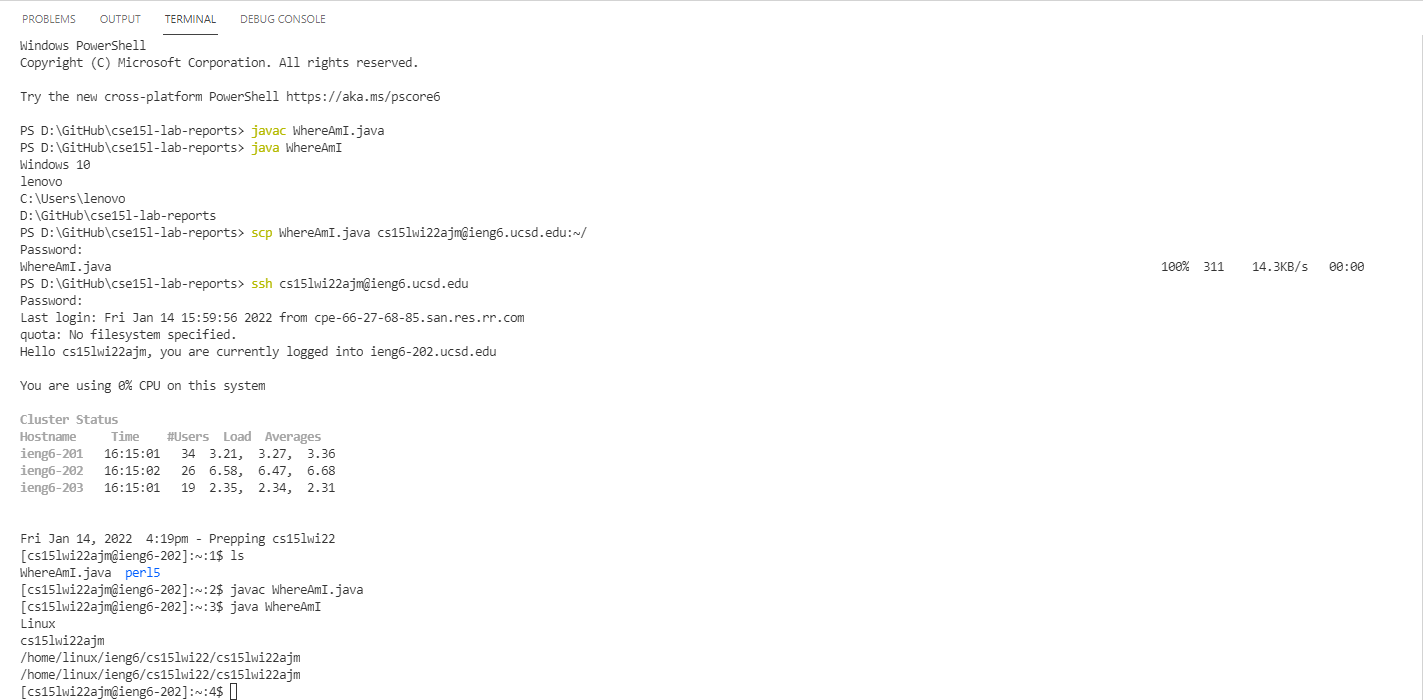 PROBLEMS OUTPUT TERMINAL DEBUG CONSOLE
Windows PowerShell
Copyright (C) Microsoft Corporation. All rights reserved.
Try the new cross-platform PowerShell https://aka.ms/pscore6
PS D:\GitHub\cse15l-lab-reports> javac WhereAmI.java
PS D:\GitHub\cse15l-lab-reports> java WhereAmI
Windows 10
lenovo
C:\Users\lenovo
D:\GitHub\cse15l-lab-reports
PS D:\GitHub\cse15l-lab-reports> scp WhereAmI.java cs15lwi22ajm@ieng6.ucsd.edu:~/
Password:
WhereAmI.java 100% 311 14.3KB/s 00:00
PS D:\GitHub\cse15l-lab-reports> ssh cs15lwi22ajm@ieng6.ucsd.edu
Password:
Last login: Fri Jan 14 15:59:56 2022 from cpe-66-27-68-85.san.res.rr.com
quota: No filesystem specified.
Hello cs15lwi22ajm, you are currently logged into ieng6-202.ucsd.edu
You are using 0% CPU on this system
Cluster Status
Hostname Time #Users Load Averages
ieng6-201 16:15:01 34 3.21, 3.27, 3.36
ieng6-202 16:15:02 26 6.58, 6.47, 6.68
ieng6-203 16:15:01 19 2.35, 2.34, 2.31
Fri Jan 14, 2022 4:19pm - Prepping cs15lwi22
[cs15lwi22ajm@ieng6-202]:~:1$ ls
WhereAmI.java perl5
[cs15lwi22ajm@ieng6-202]:~:2$ javac WhereAmI.java
[cs15lwi22ajm@ieng6-202]:~:3$ java WhereAmI
Linux
cs15lwi22ajm
/home/linux/ieng6/cs15lwi22/cs15lwi22ajm
/home/linux/ieng6/cs15lwi22/cs15lwi22ajm
[cs15lwi22ajm@ieng6-202]:~:4$